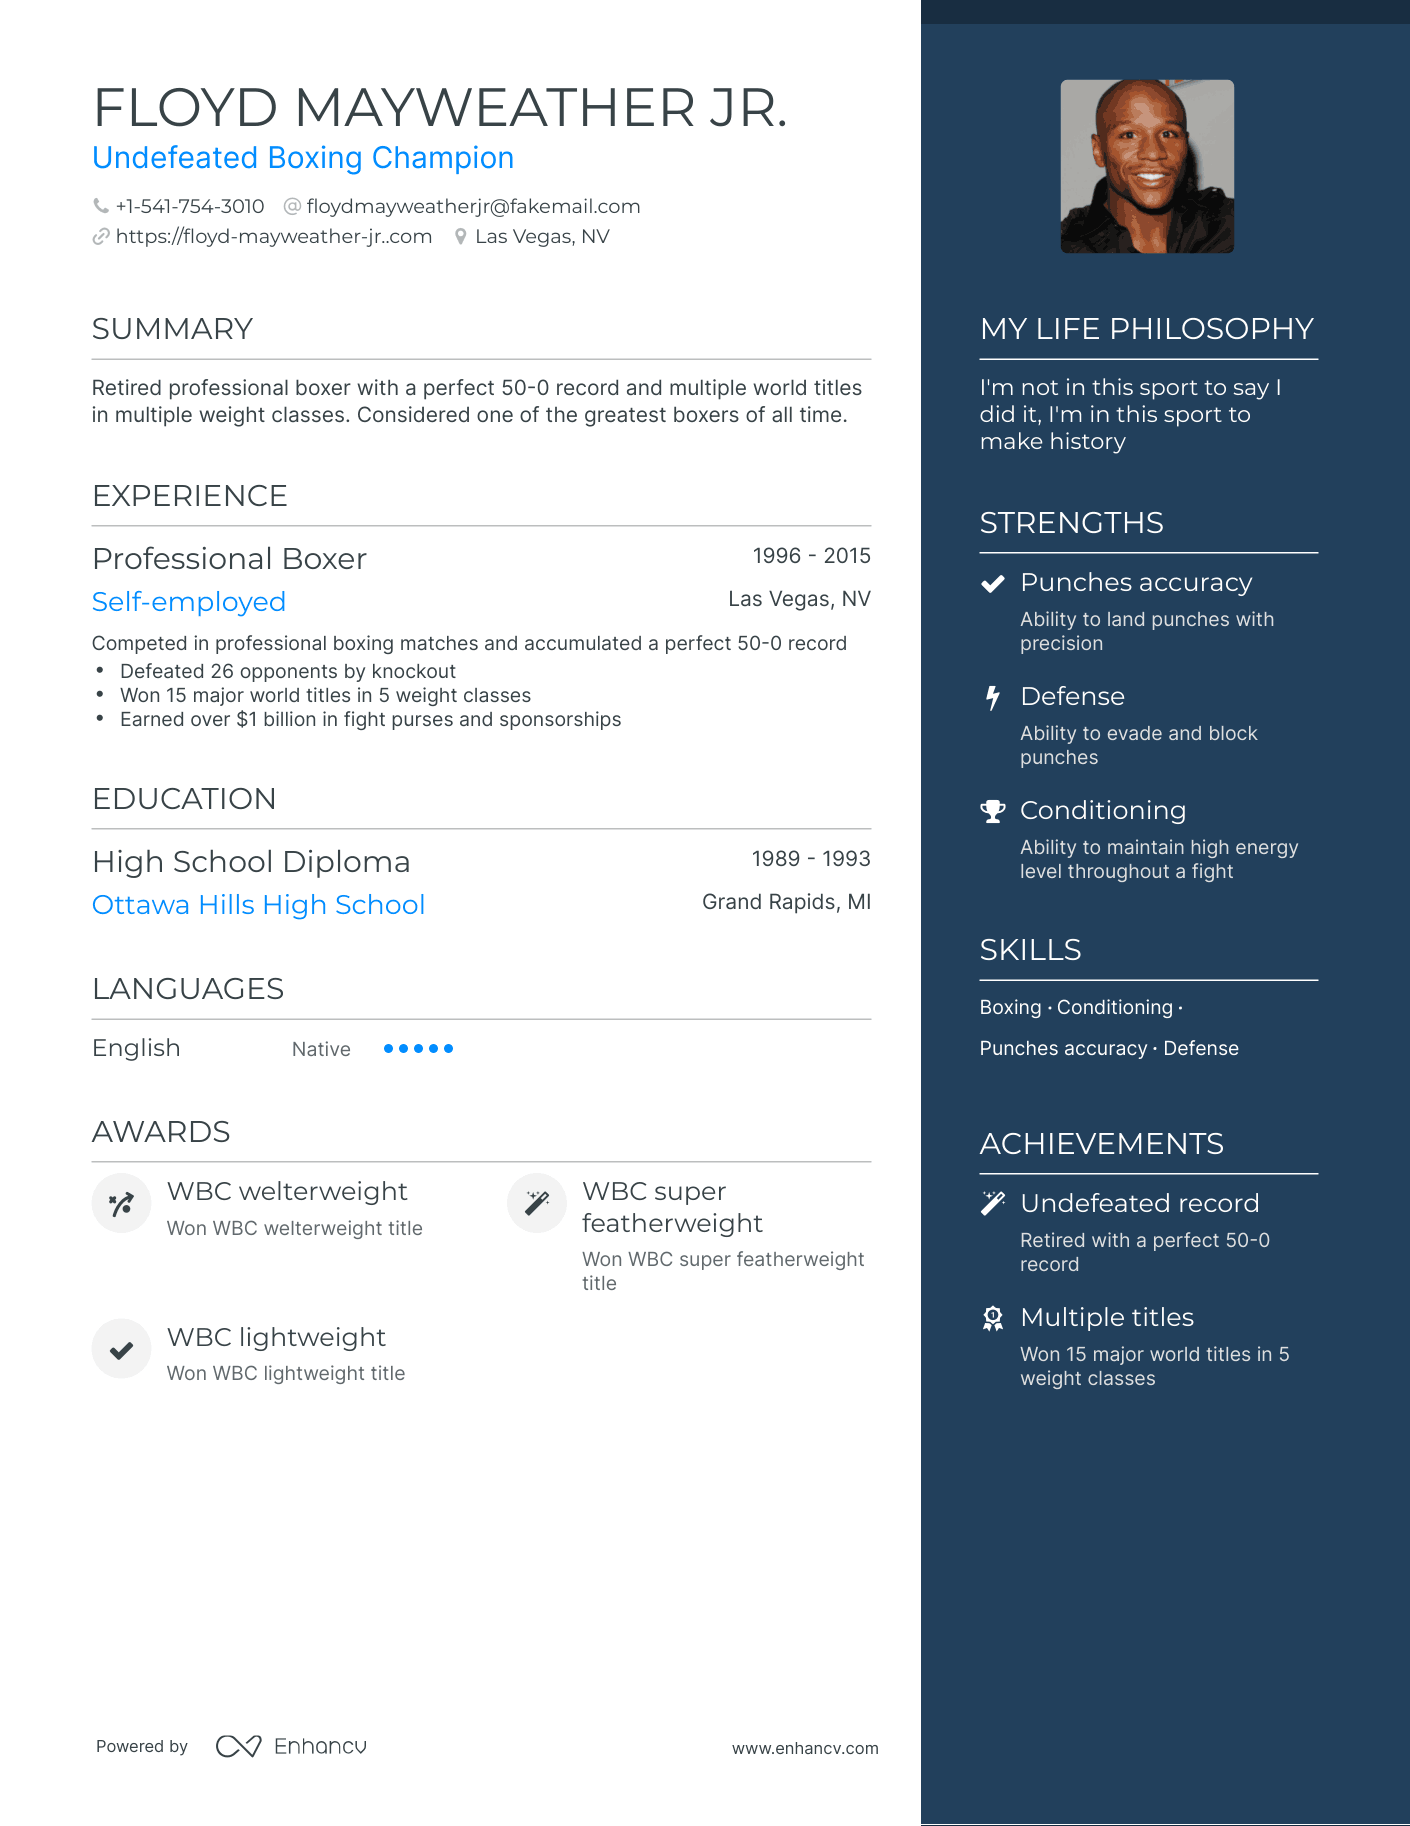 FLOYD MAYWEATHER JR.
Undefeated Boxing Champion
+1-541-754-3010 @ floydmayweatherjr@fakemail.com
https://floyd-mayweather-jr..com Las Vegas, NV
SUMMARY
Retired professional boxer with a perfect 50-0 record and multiple world titles
in multiple weight classes. Considered one of the greatest boxers of all time.
EXPERIENCE
Professional Boxer 1996 - 2015
Self-employed Las Vegas, NV
Competed in professional boxing matches and accumulated a perfect 50-0 record
• Defeated 26 opponents by knockout
• Won 15 major world titles in 5 weight classes
• Earned over $1 billion in fight purses and sponsorships
EDUCATION
High School Diploma 1989 - 1993
Ottawa Hills High School Grand Rapids, MI
LANGUAGES
English Native
AWARDS
WBC welterweight
Won WBC welterweight title
WBC super
featherweight
Won WBC super featherweight
title
WBC lightweight
Won WBC lightweight title
MY LIFE PHILOSOPHY
I'm not in this sport to say I
did it, I'm in this sport to
make history
STRENGTHS
Punches accuracy
Ability to land punches with
precision
Defense
Ability to evade and block
punches
Conditioning
Ability to maintain high energy
level throughout a fight
SKILLS
Boxing · Conditioning ·
Punches accuracy · Defense
ACHIEVEMENTS
Undefeated record
Retired with a perfect 50-0
record
Multiple titles
Won 15 major world titles in 5
weight classes
Powered by Enhancv www.enhancv.com